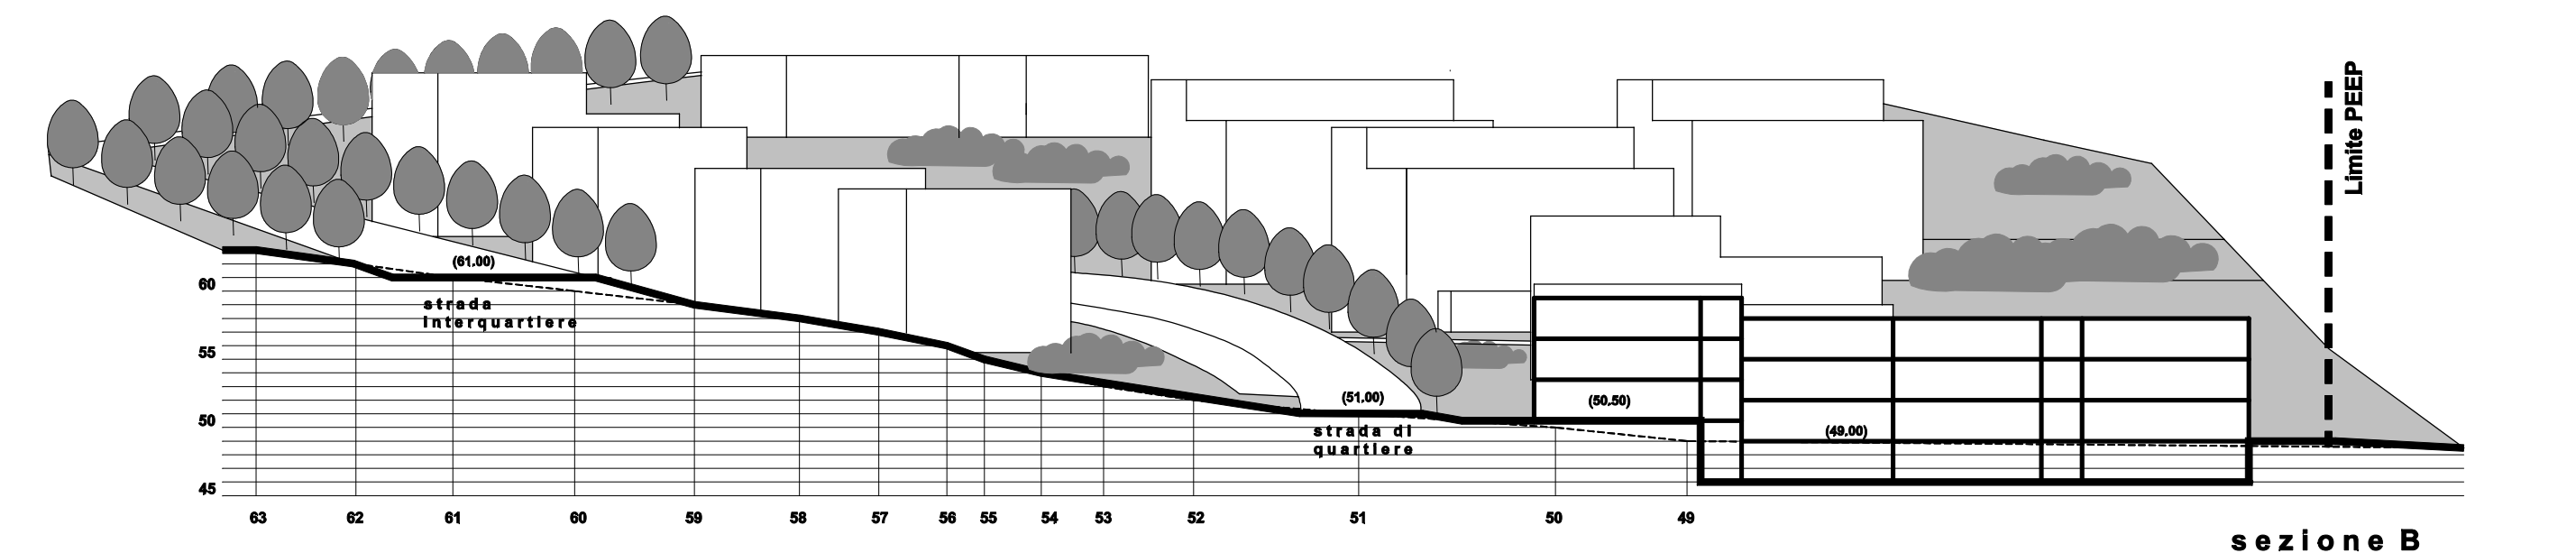 Limite PEEP
(61.00)
60
strada
interquartiere
55
(51.00)
(50.50)
50
strada di
quartiere
(49.00)
45
63 62 61 60 59 58 57 56 55 54 53 52 51 50 49
sezione B